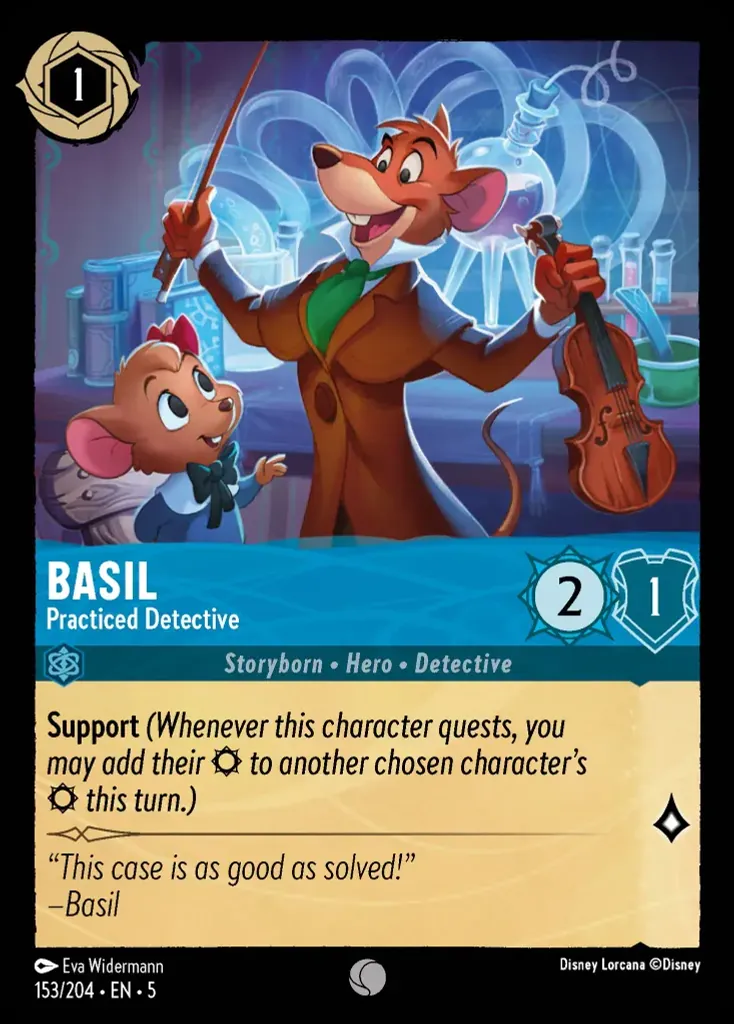 1
BASIL
Practiced Detective
2
1
Storyborn • Hero • Detective
Support (Whenever this character quests, you
may add their to another chosen character’s
this turn.)
“This case is as good as solved!”
–Basil
Eva Widermann
153/204 • EN • 5
Disney Lorcana ©Disney